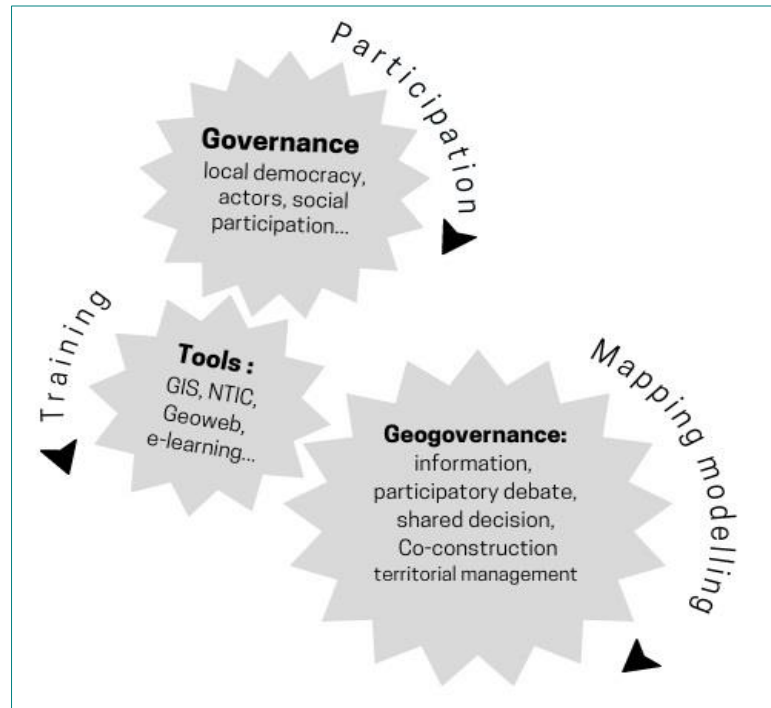 Participation
Governance
local democracy,
actors, social
participation...
Training
Tools :
GIS, NTIC,
Geoweb,
e-learning...
Mapping modelling
Geogovernance:
information,
participatory debate,
shared decision,
Co-construction
territorial management